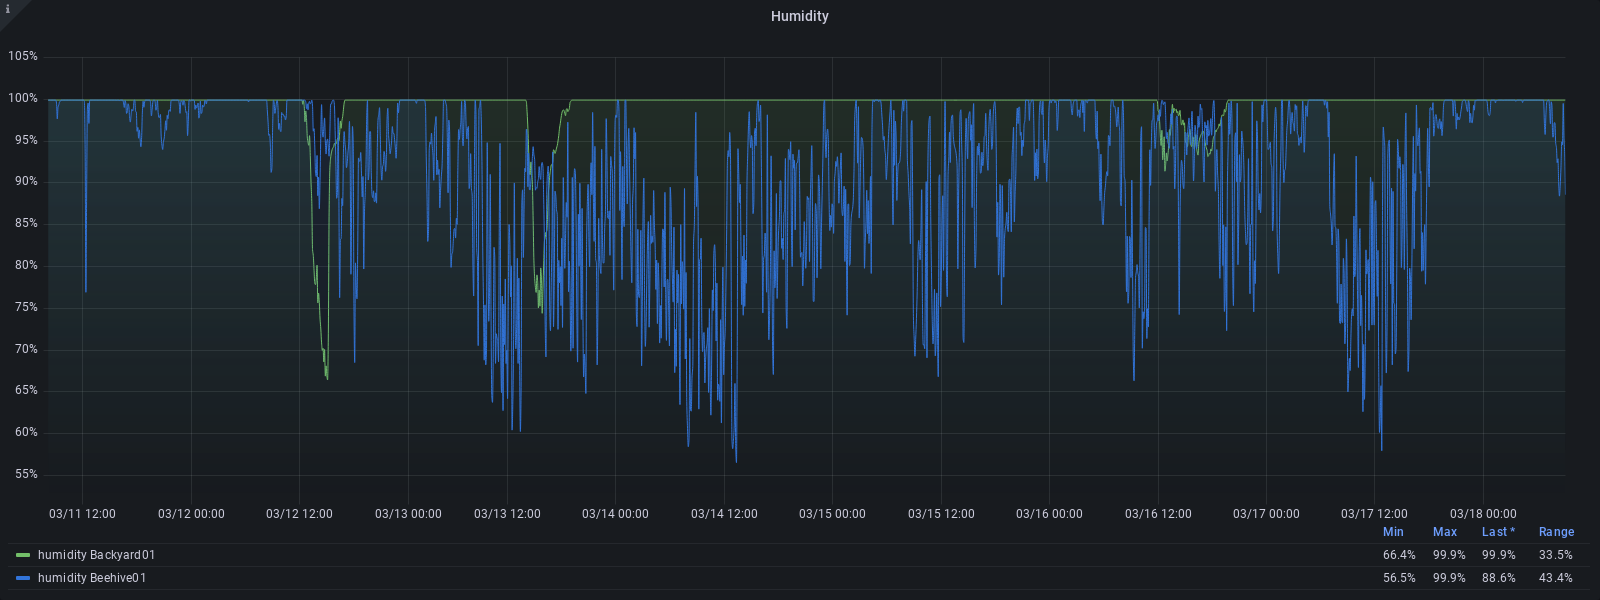 i
Humidity
105%
100%
95%
90%
85%
80%
75%
70%
65%
60%
55%
03/11 12:00 03/12 00:00 03/12 12:00 03/13 00:00 03/13 12:00 03/14 00:00 03/14 12:00 03/15 00:00 03/15 12:00 03/16 00:00 03/16 12:00 03/17 00:00 03/17 12:00 03/18 00:00
Min Max Last * Range
humidity Backyard01 66.4% 99.9% 99.9% 33.5%
humidity Beehive01 56.5% 99.9% 88.6% 43.4%